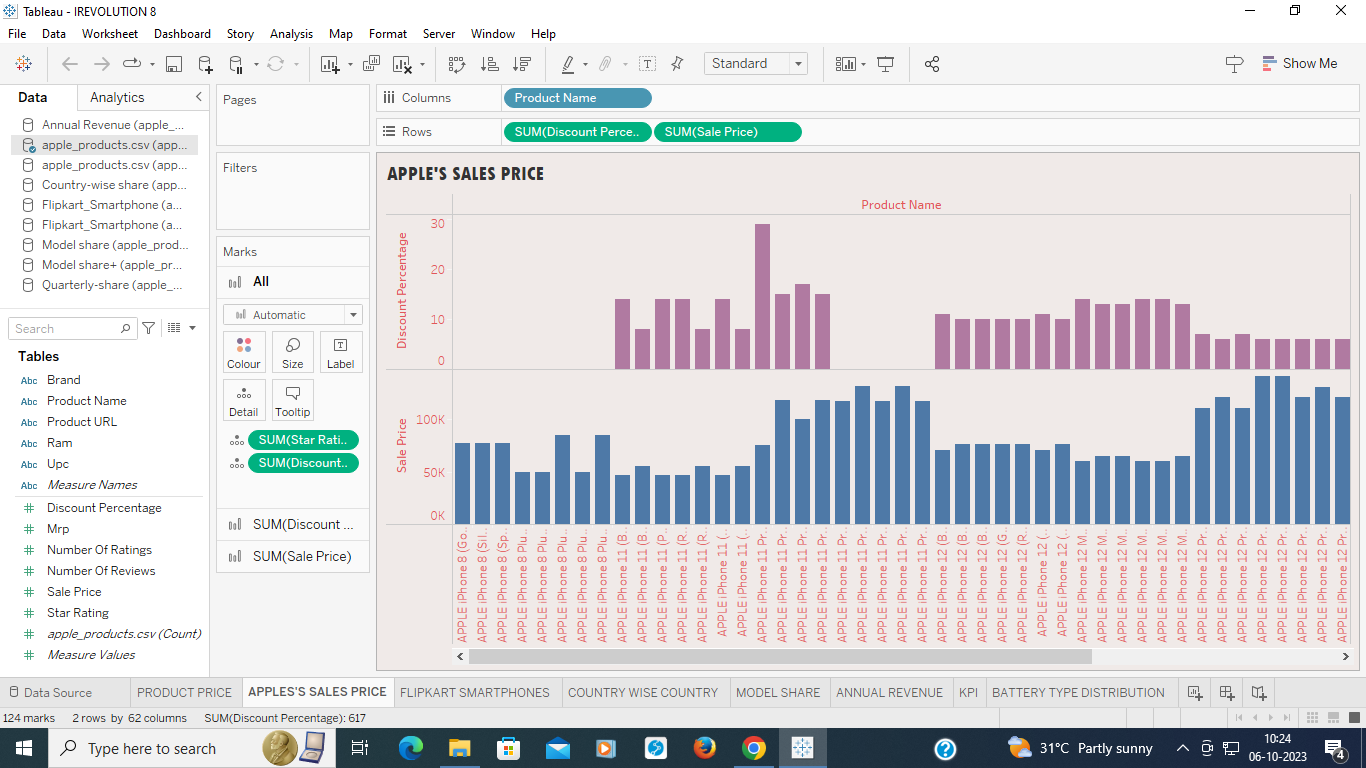 Tableau - IREVOLUTION 8
File Data Worksheet Dashboard Story Analysis Map Format Server Window Help
Standard
Show Me
Data Analytics
Annual Revenue (apple_...
apple_products.csv (app...
apple_products.csv (app...
Country-wise share (app...
Flipkart_Smartphone (a...
Flipkart_Smartphone (a...
Model share (apple_prod...
Model share+ (apple_pr...
Quarterly-share (apple_...
Search
Tables
Abc Brand
Abc Product Name
Abc Product URL
Abc Ram
Abc Upc
Abc Measure Names
# Discount Percentage
# Mrp
# Number Of Ratings
# Number Of Reviews
# Sale Price
# Star Rating
# apple_products.csv (Count)
# Measure Values
Pages
Filters
Marks
All
Automatic
Colour Size Label
Detail Tooltip
SUM(Star Rati..
SUM(Discount..
SUM(Discount ...
SUM(Sale Price)
Columns Product Name
Rows SUM(Discount Perce.. SUM(Sale Price)
APPLE'S SALES PRICE
Product Name
Discount Percentage
30
20
10
0
Sale Price
100K
50K
0K
APPLE iPhone 8 (Go..
APPLE iPhone 8 (Sil..
APPLE iPhone 8 (Sp..
APPLE iPhone 8 Plu..
APPLE iPhone 8 Plu..
APPLE iPhone 8 Plu..
APPLE iPhone 8 Plu..
APPLE iPhone 8 Plu..
APPLE iPhone 11 (B..
APPLE iPhone 11 (B..
APPLE iPhone 11 (P..
APPLE iPhone 11 (R..
APPLE iPhone 11 (R..
APPLE iPhone 11 (..
APPLE iPhone 11 (..
APPLE iPhone 11 Pr..
APPLE iPhone 11 Pr..
APPLE iPhone 11 Pr..
APPLE iPhone 11 Pr..
APPLE iPhone 11 Pr..
APPLE iPhone 11 Pr..
APPLE iPhone 11 Pr..
APPLE iPhone 11 Pr..
APPLE iPhone 11 Pr..
APPLE iPhone 12 (B..
APPLE iPhone 12 (B..
APPLE iPhone 12 (B..
APPLE iPhone 12 (G..
APPLE iPhone 12 (R..
APPLE iPhone 12 (..
APPLE iPhone 12 (..
APPLE iPhone 12 M..
APPLE iPhone 12 M..
APPLE iPhone 12 M..
APPLE iPhone 12 M..
APPLE iPhone 12 M..
APPLE iPhone 12 M..
APPLE iPhone 12 Pr..
APPLE iPhone 12 Pr..
APPLE iPhone 12 Pr..
APPLE iPhone 12 Pr..
APPLE iPhone 12 Pr..
APPLE iPhone 12 Pr..
APPLE iPhone 12 Pr..
APPLE iPhone 12 Pr..
Data Source PRODUCT PRICE APPLES'S SALES PRICE FLIPKART SMARTPHONES COUNTRY WISE COUNTRY MODEL SHARE ANNUAL REVENUE KPI BATTERY TYPE DISTRIBUTION
124 marks 2 rows by 62 columns SUM(Discount Percentage): 617
Type here to search
31°C Partly sunny
10:24
06-10-2023
4